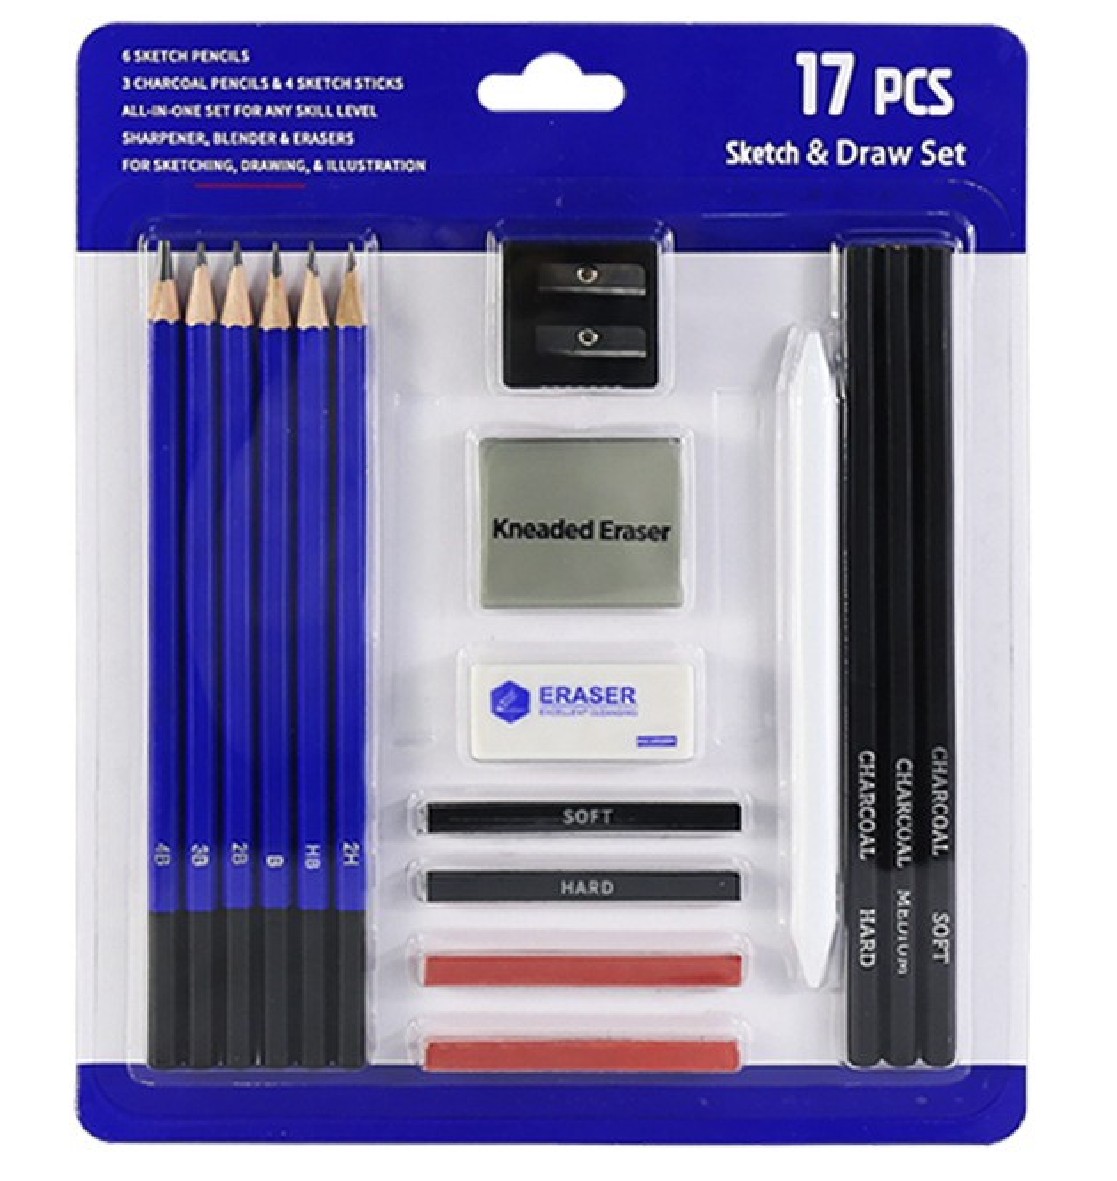 6 SKETCH PENCILS
3 CHARCOAL PENCILS & 4 SKETCH STICKS
ALL-IN-ONE SET FOR ANY SKILL LEVEL
SHARPENER, BLENDER & ERASERS
FOR SKETCHING, DRAWING, & ILLUSTRATION
17 PCS
Sketch & Draw Set
Kneaded Eraser
ERASER
EXCELLENT CLEANSING
SOFT
HARD
4B
3B
2B
B
HB
2H
CHARCOAL HARD
CHARCOAL MEDIUM
CHARCOAL SOFT